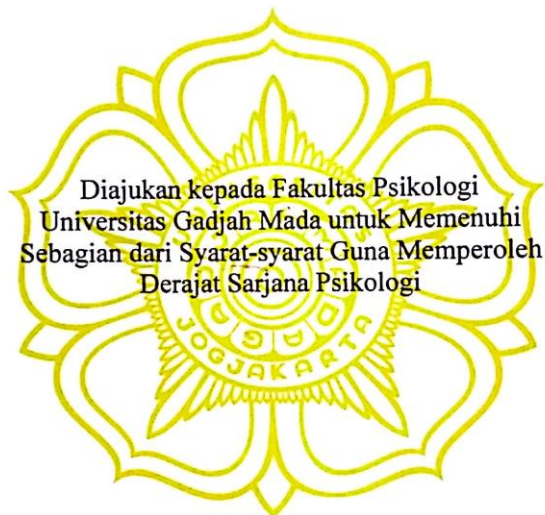 Diajukan kepada Fakultas Psikologi
Universitas Gadjah Mada untuk Memenuhi
Sebagian dari Syarat-syarat Guna Memperoleh
Derajat Sarjana Psikologi
JOGJAKARTA